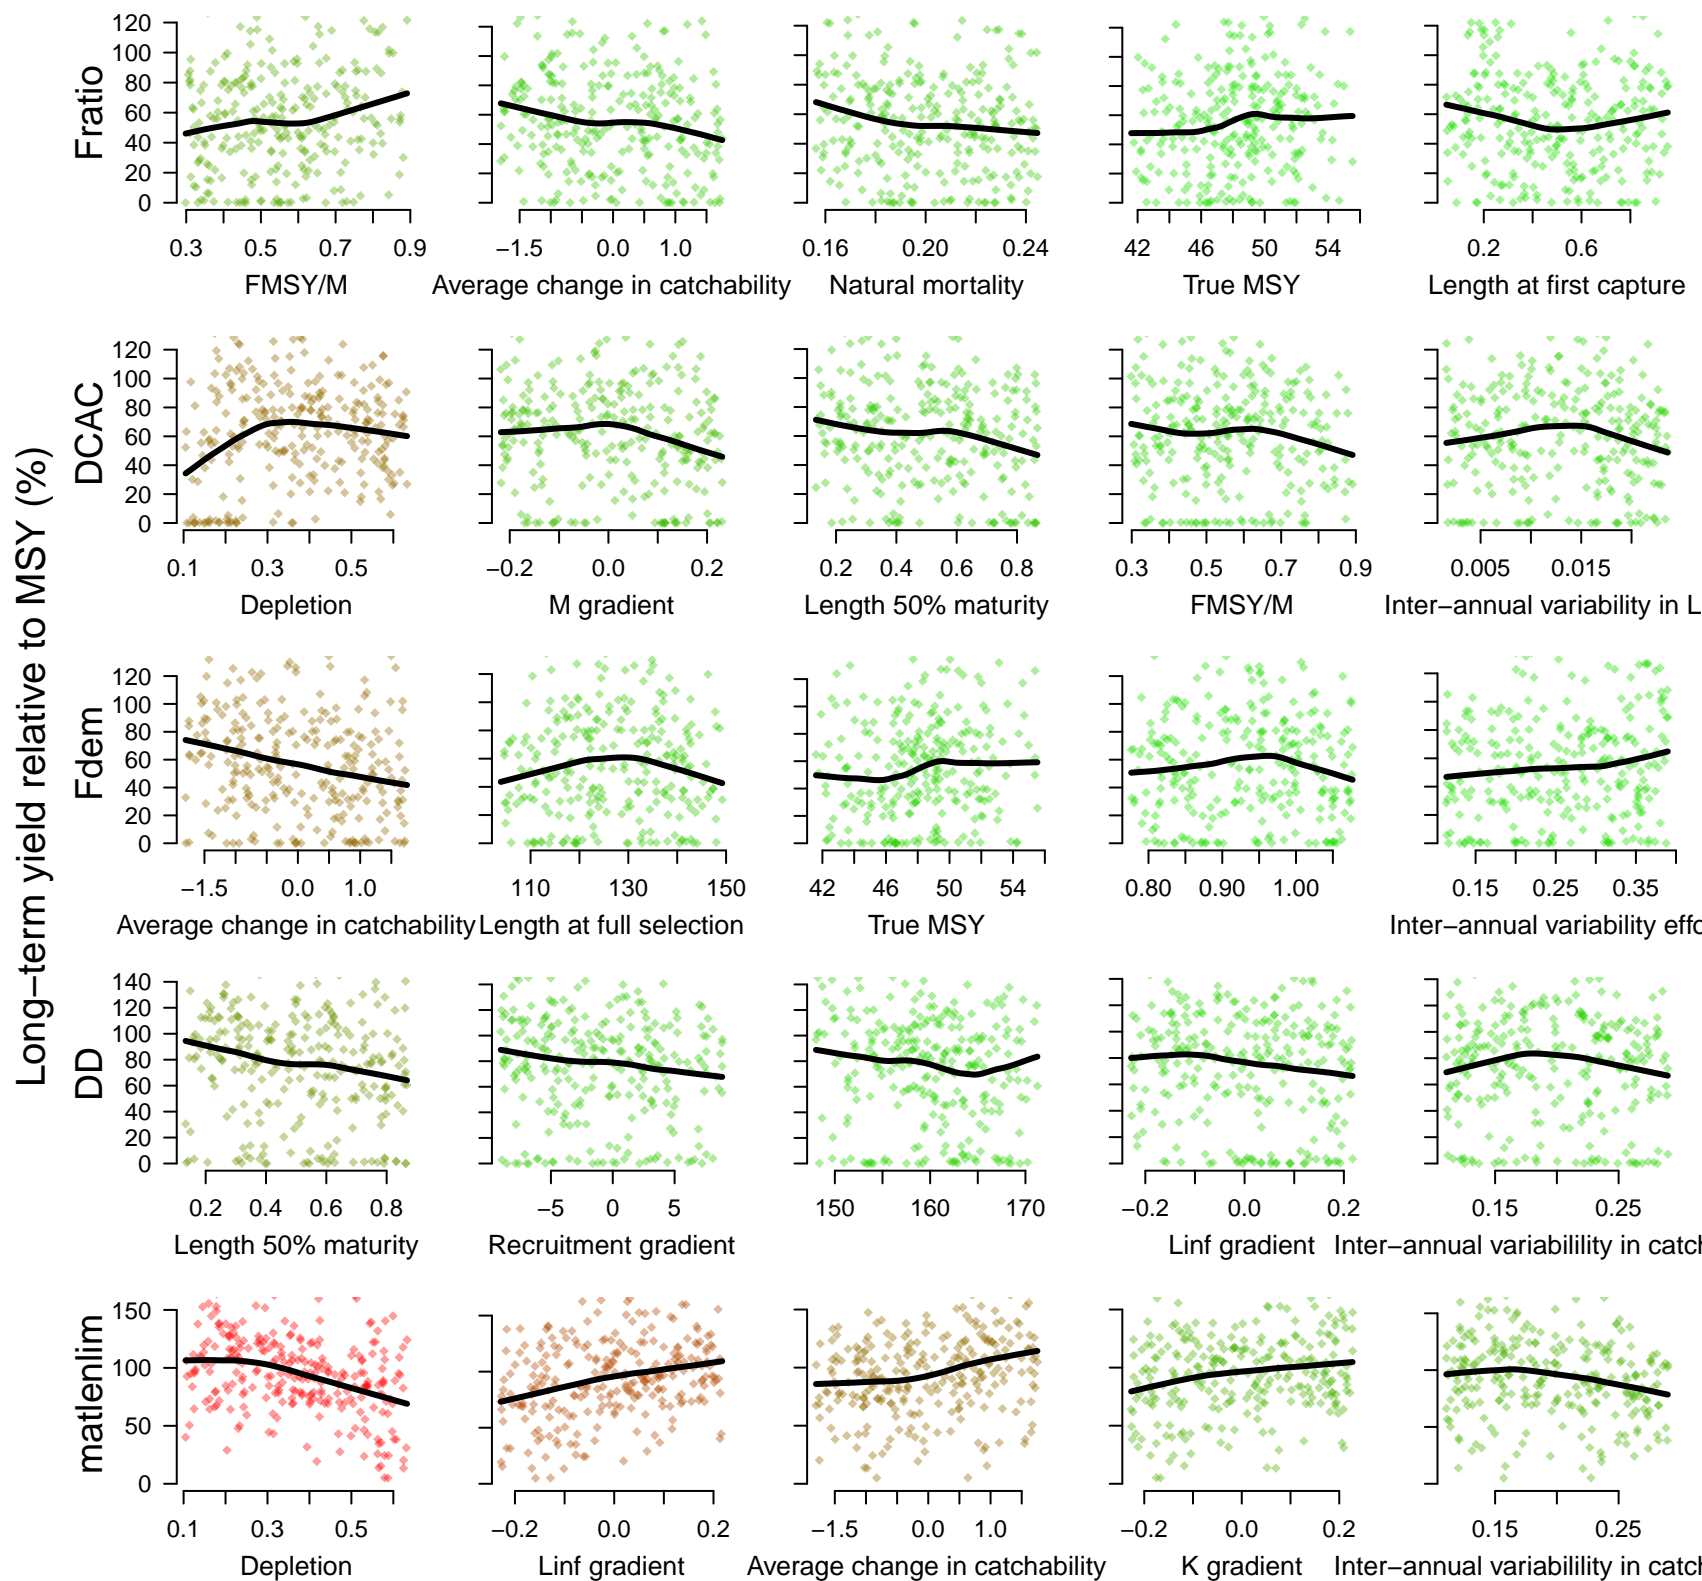 Long−term yield relative to MSY (%)
Fratio
0 20 40 60 80 100 120
0.3 0.5 0.7 0.9
FMSY/M
−1.5 0.0 1.0
Average change in catchability
0.16 0.20 0.24
Natural mortality
42 46 50 54
True MSY
0.2 0.6
Length at first capture
DCAC
0 20 40 60 80 100 120
0.1 0.3 0.5
Depletion
−0.2 0.0 0.2
M gradient
0.2 0.4 0.6 0.8
Length 50% maturity
0.3 0.5 0.7 0.9
FMSY/M
0.005 0.015
Inter−annual variability in L
Fdem
0 20 40 60 80 100 120
−1.5 0.0 1.0
Average change in catchability
110 130 150
Length at full selection
42 46 50 54
True MSY
0.80 0.90 1.00
0.15 0.25 0.35
Inter−annual variability effo
DD
0 20 40 60 80 100 120 140
0.2 0.4 0.6 0.8
Length 50% maturity
−5 0 5
Recruitment gradient
150 160 170
−0.2 0.0 0.2
Linf gradient
0.15 0.25
Inter−annual variabilility in catch
matlenlim
0 50 100 150
0.1 0.3 0.5
Depletion
−0.2 0.0 0.2
Linf gradient
−1.5 0.0 1.0
Average change in catchability
−0.2 0.0 0.2
K gradient
0.15 0.25
Inter−annual variabilility in catch